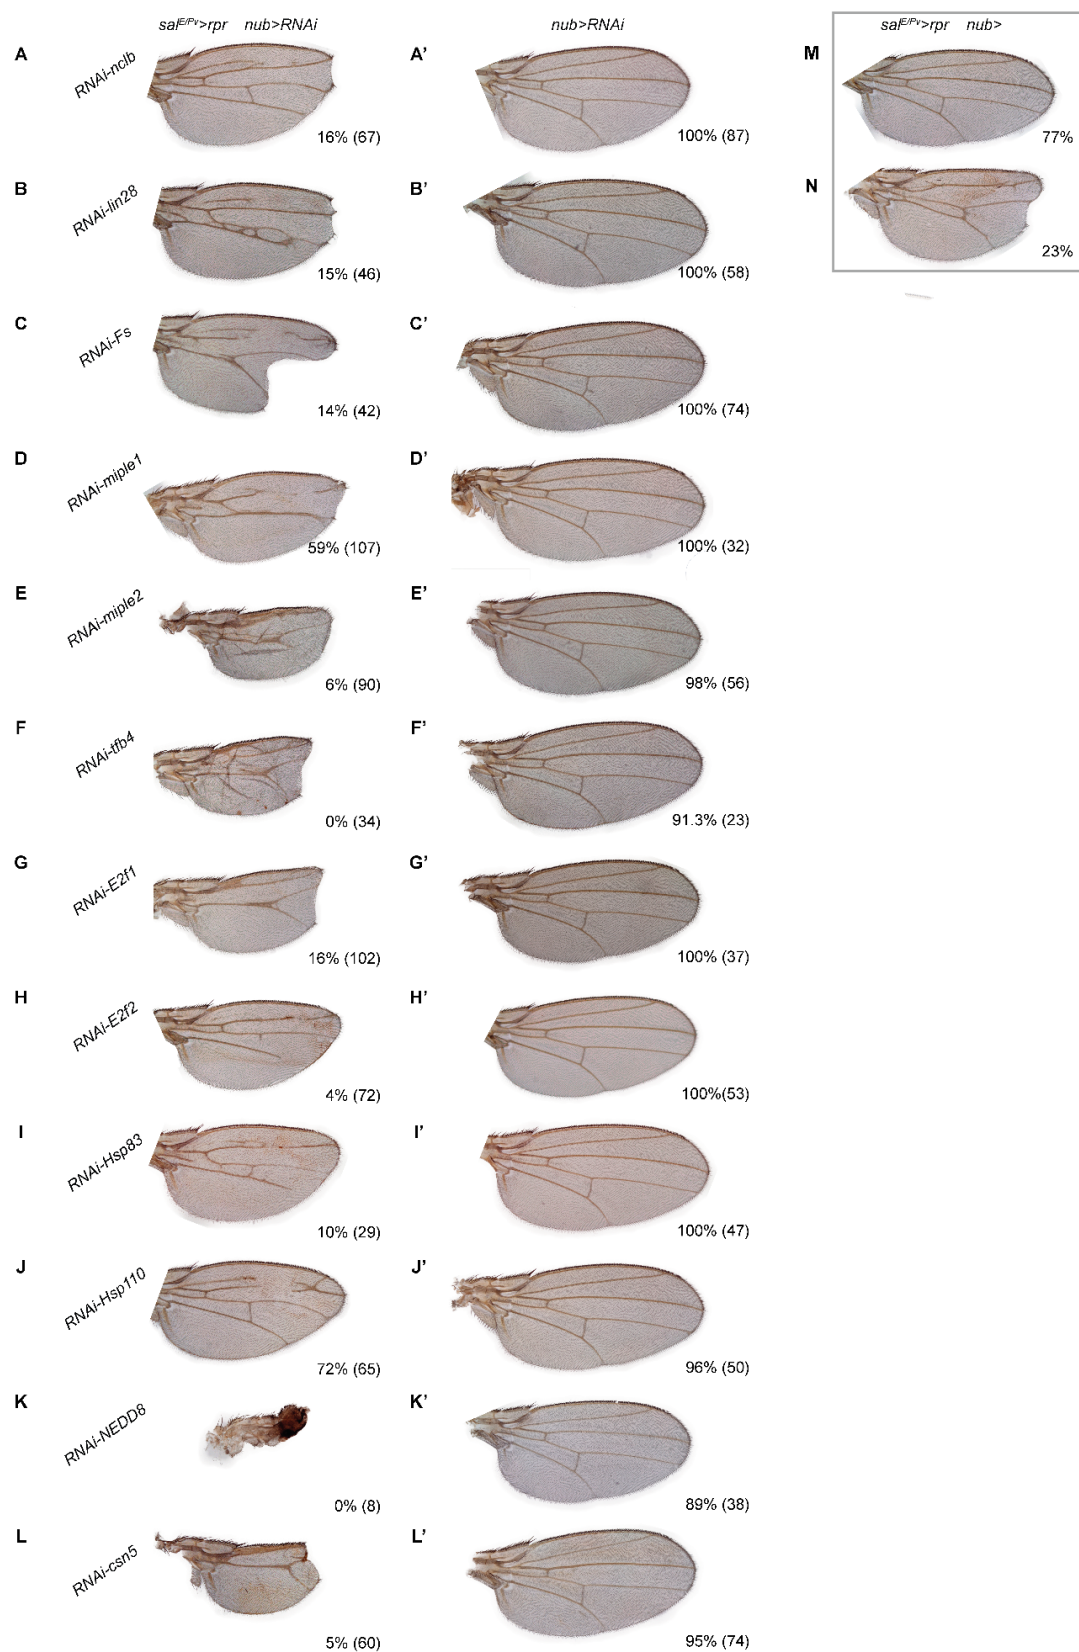 sal^E/Pv>rpr nub>RNAi
nub>RNAi
sal^E/Pv>rpr nub>
A
RNAi-nclb
16% (67)
A'
100% (87)
M
77%
B
RNAi-lin28
15% (46)
B'
100% (58)
N
23%
C
RNAi-Fs
14% (42)
C'
100% (74)
D
RNAi-miple1
59% (107)
D'
100% (32)
E
RNAi-miple2
6% (90)
E'
98% (56)
F
RNAi-tfb4
0% (34)
F'
91.3% (23)
G
RNAi-E2f1
16% (102)
G'
100% (37)
H
RNAi-E2f2
4% (72)
H'
100%(53)
I
RNAi-Hsp83
10% (29)
I'
100% (47)
J
RNAi-Hsp110
72% (65)
J'
96% (50)
K
RNAi-NEDD8
0% (8)
K'
89% (38)
L
RNAi-csn5
5% (60)
L'
95% (74)